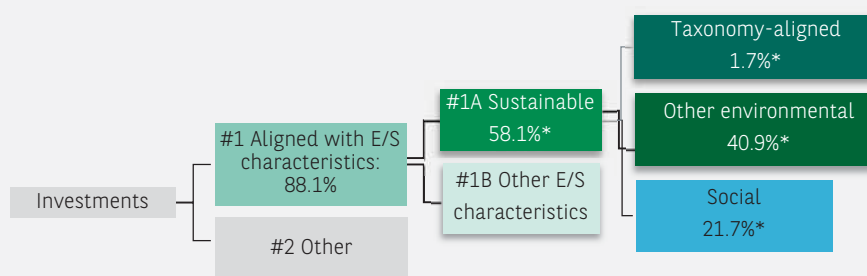 Investments
#1 Aligned with E/S
characteristics:
88.1%
#2 Other
#1A Sustainable
58.1%*
#1B Other E/S
characteristics
Taxonomy-aligned
1.7%*
Other environmental
40.9%*
Social
21.7%*